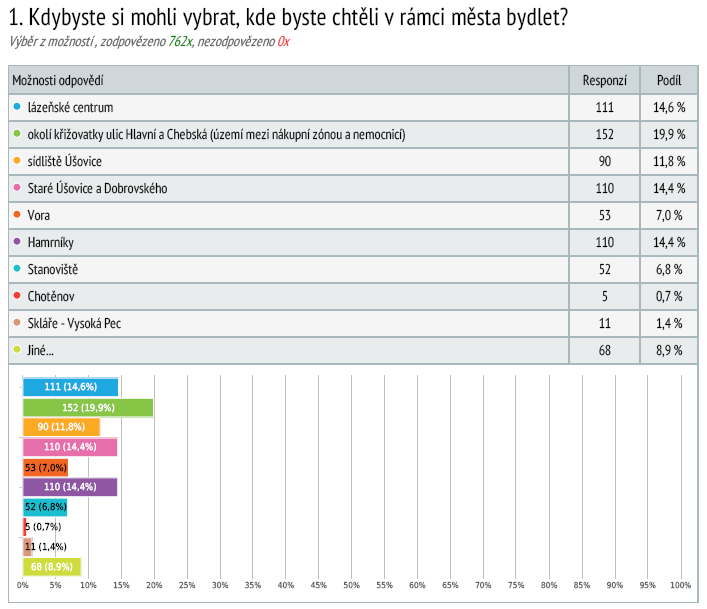 1. Kdybyste si mohli vybrat, kde byste chtěli v rámci města bydlet?
Výběr z možností, zodpovězeno 762x, nezodpovězeno 0x
Možnosti odpovědí Responzí Podíl
lázeňské centrum 111 14,6 %
okolí křižovatky ulic Hlavní a Chebská (území mezi nákupní zónou a nemocnicí) 152 19,9 %
sídliště Úšovice 90 11,8 %
Staré Úšovice a Dobrovského 110 14,4 %
Vora 53 7,0 %
Hamrníky 110 14,4 %
Stanoviště 52 6,8 %
Chotěnov 5 0,7 %
Skláře - Vysoká Pec 11 1,4 %
Jiné... 68 8,9 %
111 (14,6%)
152 (19,9%)
90 (11,8%)
110 (14,4%)
53 (7,0%)
110 (14,4%)
52 (6,8%)
5 (0,7%)
11 (1,4%)
68 (8,9%)
0% 5% 10% 15% 20% 25% 30% 35% 40% 45% 50% 55% 60% 65% 70% 75% 80% 85% 90% 95% 100%